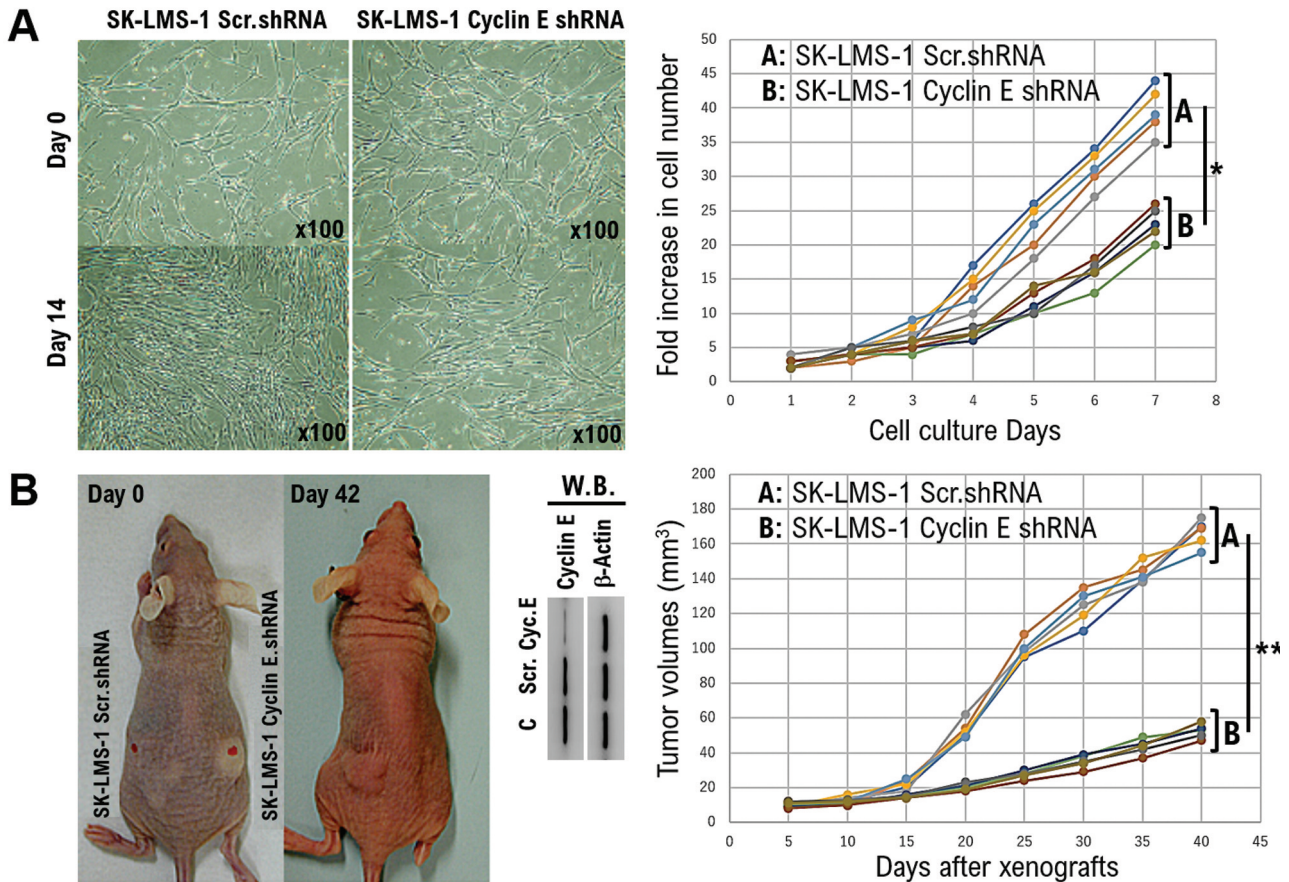 A
SK-LMS-1 Scr.shRNA
SK-LMS-1 Cyclin E shRNA
Day 0
x100
x100
Day 14
x100
x100
Fold increase in cell number
50
45
40
35
30
25
20
15
10
5
0
A: SK-LMS-1 Scr.shRNA
B: SK-LMS-1 Cyclin E shRNA
A
B
*
0 1 2 3 4 5 6 7 8
Cell culture Days
B
Day 0
Day 42
SK-LMS-1 Scr.shRNA
SK-LMS-1 Cyclin E.shRNA
W.B.
Cyclin E
β-Actin
Cyc.E
Scr.
C
Tumor volumes (mm³)
200
180
160
140
120
100
80
60
40
20
0
A: SK-LMS-1 Scr.shRNA
B: SK-LMS-1 Cyclin E shRNA
A
B
**
0 5 10 15 20 25 30 35 40 45
Days after xenografts